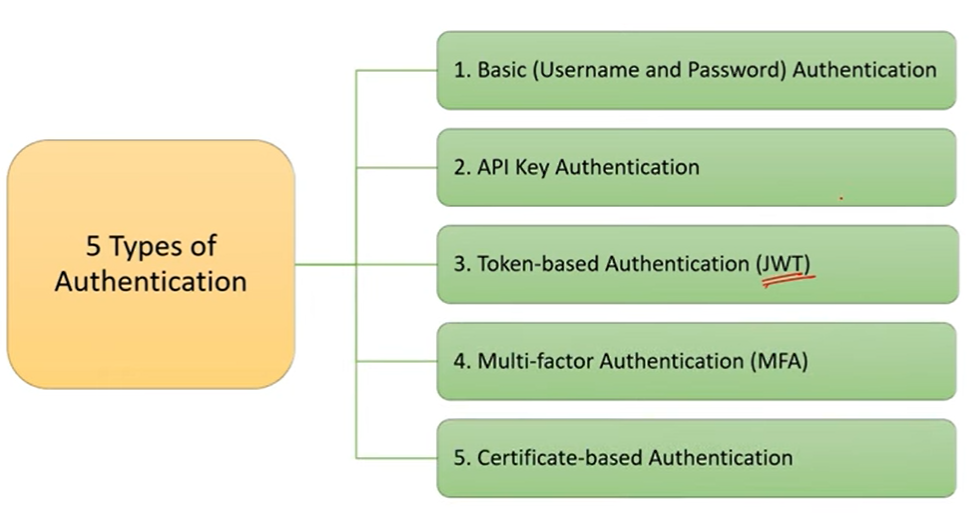 5 Types of
Authentication
1. Basic (Username and Password) Authentication
2. API Key Authentication
3. Token-based Authentication (JWT)
4. Multi-factor Authentication (MFA)
5. Certificate-based Authentication